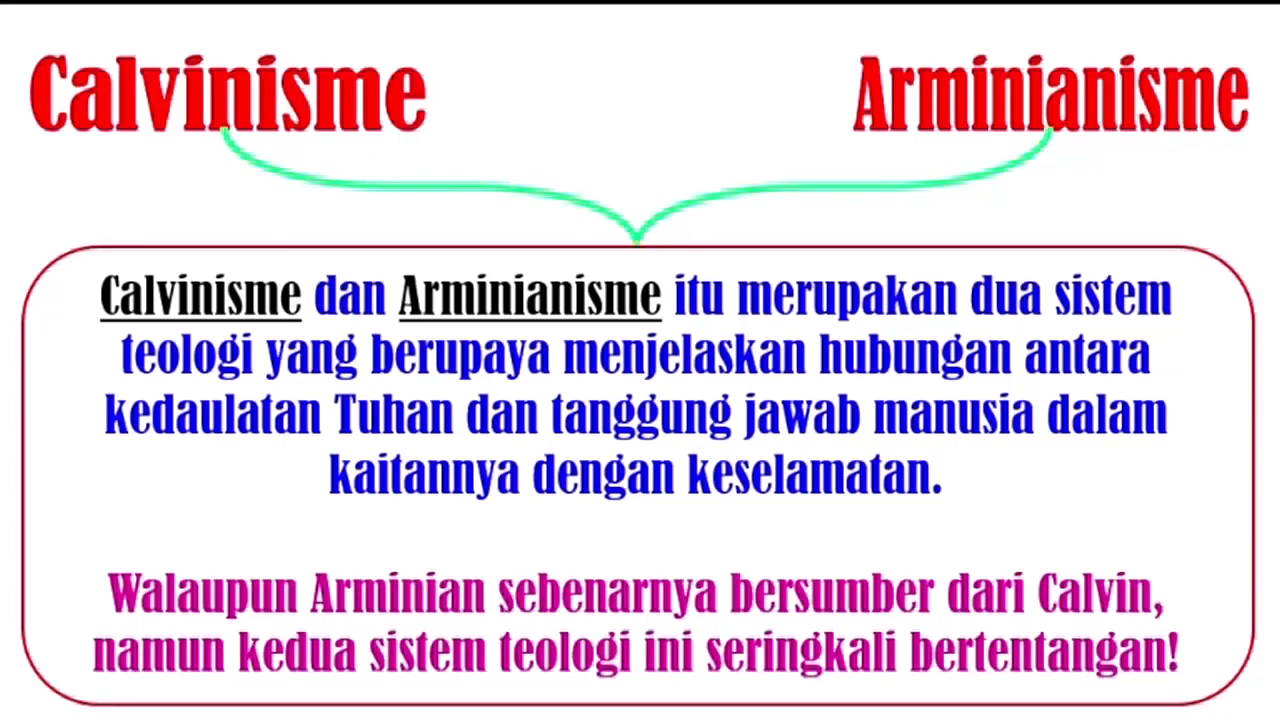 Calvinisme
Arminianisme
Calvinisme dan Arminianisme itu merupakan dua sistem
teologi yang berupaya menjelaskan hubungan antara
kedaulatan Tuhan dan tanggung jawab manusia dalam
kaitannya dengan keselamatan.
Walaupun Arminian sebenarnya bersumber dari Calvin,
namun kedua sistem teologi ini seringkali bertentangan!